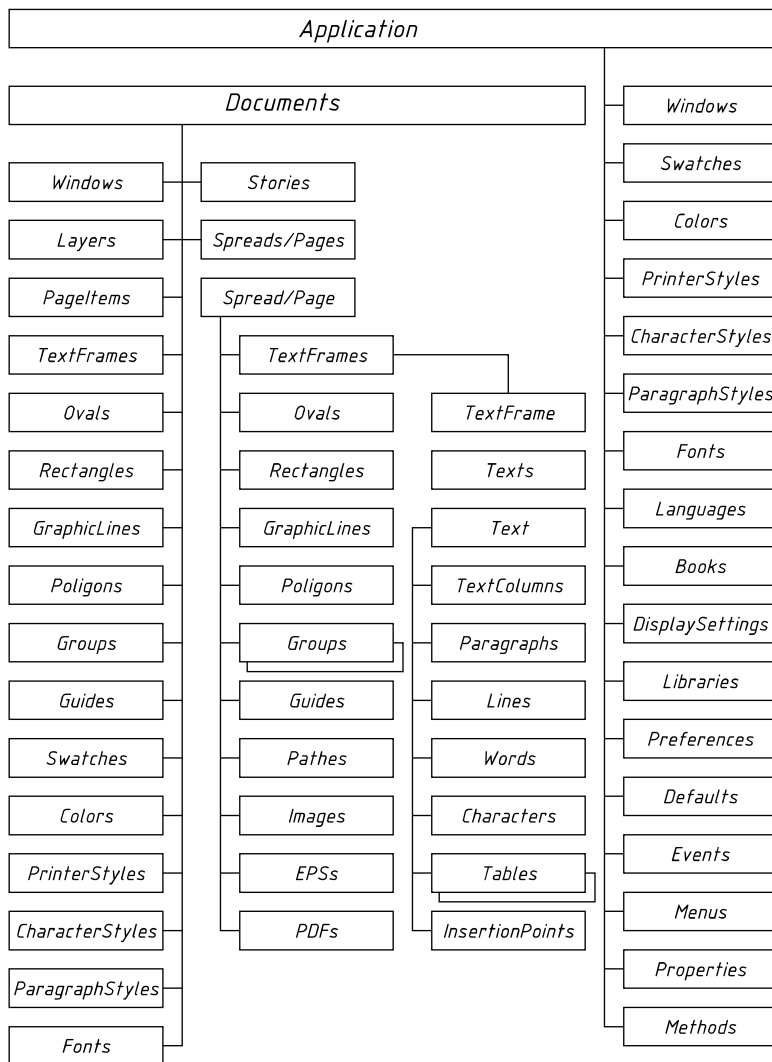 Application
Documents
Windows
Layers
PageItems
TextFrames
Ovals
Rectangles
GraphicLines
Poligons
Groups
Guides
Swatches
Colors
PrinterStyles
CharacterStyles
ParagraphStyles
Fonts
Stories
Spreads/Pages
Spread/Page
TextFrames
Ovals
Rectangles
GraphicLines
Poligons
Groups
Guides
Pathes
Images
EPSs
PDFs
TextFrame
Texts
Text
TextColumns
Paragraphs
Lines
Words
Characters
Tables
InsertionPoints
Windows
Swatches
Colors
PrinterStyles
CharacterStyles
ParagraphStyles
Fonts
Languages
Books
DisplaySettings
Libraries
Preferences
Defaults
Events
Menus
Properties
Methods